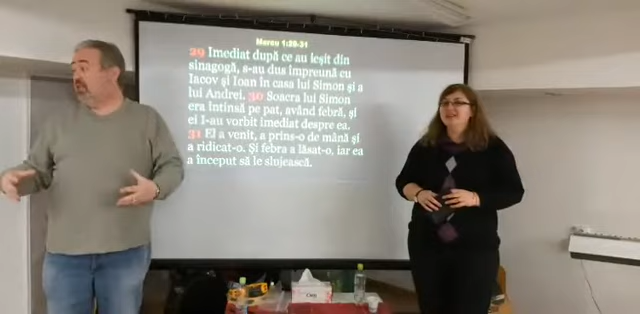 Marcu 1:29-31
29 Imediat după ce au ieșit din
sinagogă, s-au dus împreună cu
Iacov și Ioan în casa lui Simon și a
lui Andrei. 30 Soacra lui Simon
era întinsă pe pat, având febră, și
ei I-au vorbit imediat despre ea.
31 El a venit, a prins-o de mână și
a ridicat-o. Și febra a lăsat-o, iar ea
a început să le slujească.